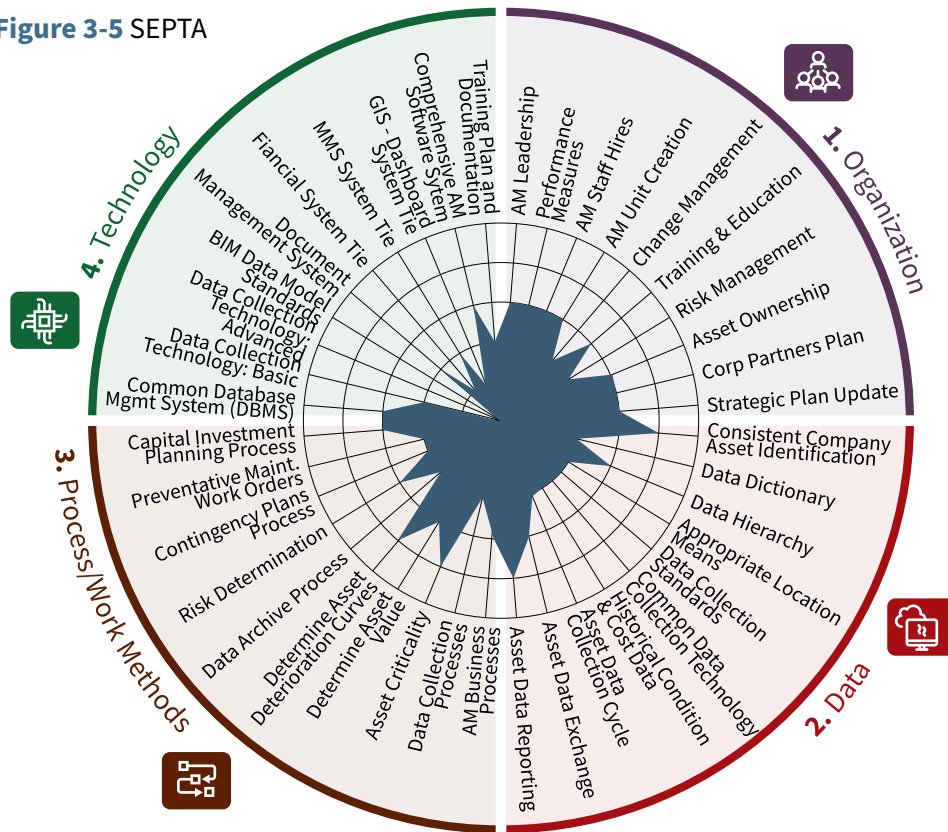 Figure 3-5 SEPTA
1. Organization
AM Leadership
Performance
Measures
AM Staff Hires
AM Unit Creation
Change Management
Training & Education
Risk Management
Asset Ownership
Corp Partners Plan
Strategic Plan Update
2. Data
Consistent Company
Asset Identification
Data Dictionary
Data Hierarchy
Appropriate Location
Means
Data Collection
Standards
Common Data
Collection Technology
Historical Condition
& Cost Data
Asset Data
Collection Cycle
Asset Data Exchange
Asset Data Reporting
3. Process/Work Methods
AM Business
Processes
Data Collection
Processes
Asset Criticality
Determine Asset
Value
Determine Asset
Deterioration Curves
Data Archive Process
Risk Determination
Contingency Plans
Process
Preventative Maint.
Work Orders
Capital Investment
Planning Process
4. Technology
Common Database
Mgmt System (DBMS)
Data Collection
Technology: Basic
Data Collection
Technology:
Advanced
BIM Data Model
Standards
Document
Management System
Fiancial System Tie
MMS System Tie
GIS - Dashboard
System Tie
Comprehensive AM
Software Sytem
Training Plan and
Documentation